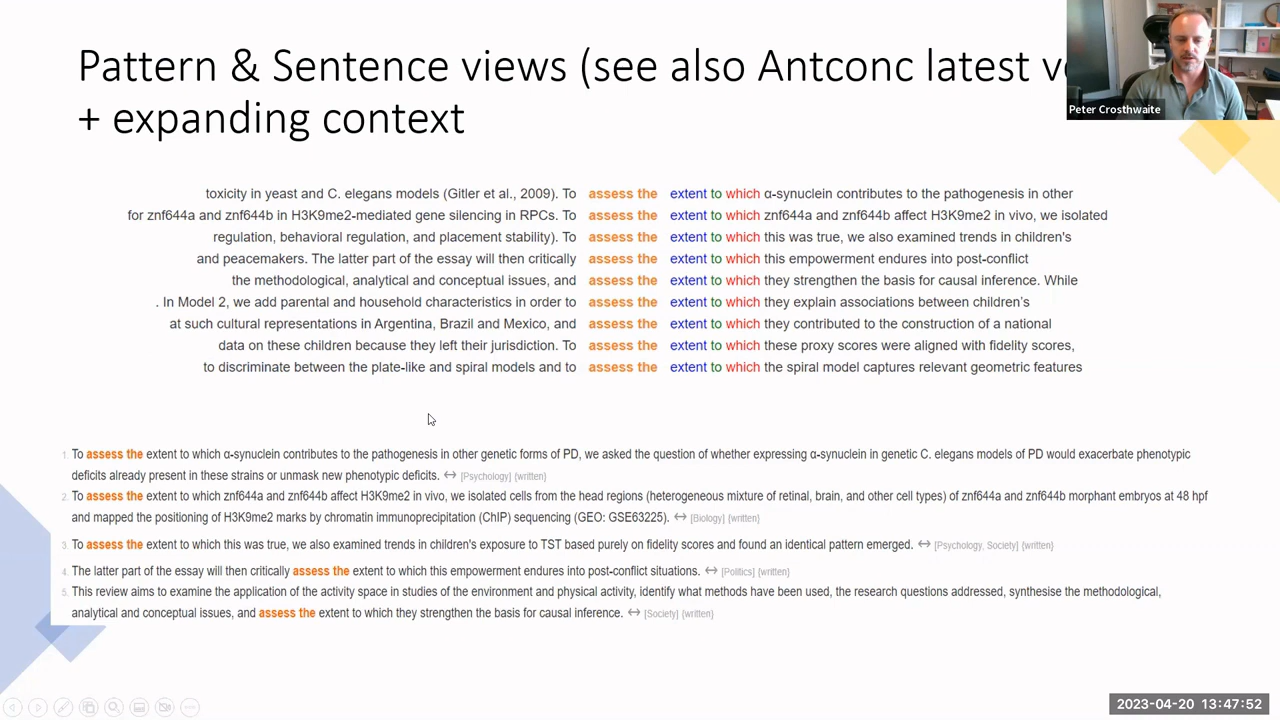 Pattern & Sentence views (see also Antconc latest
+ expanding context
Peter Crosthwaite
toxicity in yeast and C. elegans models (Gitler et al., 2009). To assess the extent to which α-synuclein contributes to the pathogenesis in other
for znf644a and znf644b in H3K9me2-mediated gene silencing in RPCs. To assess the extent to which znf644a and znf644b affect H3K9me2 in vivo, we isolated
regulation, behavioral regulation, and placement stability). To assess the extent to which this was true, we also examined trends in children's
and peacemakers. The latter part of the essay will then critically assess the extent to which this empowerment endures into post-conflict
the methodological, analytical and conceptual issues, and assess the extent to which they strengthen the basis for causal inference. While
. In Model 2, we add parental and household characteristics in order to assess the extent to which they explain associations between children's
at such cultural representations in Argentina, Brazil and Mexico, and assess the extent to which they contributed to the construction of a national
data on these children because they left their jurisdiction. To assess the extent to which these proxy scores were aligned with fidelity scores,
to discriminate between the plate-like and spiral models and to assess the extent to which the spiral model captures relevant geometric features
1. To assess the extent to which α-synuclein contributes to the pathogenesis in other genetic forms of PD, we asked the question of whether expressing α-synuclein in genetic C. elegans models of PD would exacerbate phenotypic
deficits already present in these strains or unmask new phenotypic deficits. ↔ [Psychology] {written}
2. To assess the extent to which znf644a and znf644b affect H3K9me2 in vivo, we isolated cells from the head regions (heterogeneous mixture of retinal, brain, and other cell types) of znf644a and znf644b morphant embryos at 48 hpf
and mapped the positioning of H3K9me2 marks by chromatin immunoprecipitation (ChIP) sequencing (GEO: GSE63225). ↔ [Biology] {written}
3. To assess the extent to which this was true, we also examined trends in children's exposure to TST based purely on fidelity scores and found an identical pattern emerged. ↔ [Psychology, Society] {written}
4. The latter part of the essay will then critically assess the extent to which this empowerment endures into post-conflict situations. ↔ [Politics] {written}
5. This review aims to examine the application of the activity space in studies of the environment and physical activity, identify what methods have been used, the research questions addressed, synthesise the methodological,
analytical and conceptual issues, and assess the extent to which they strengthen the basis for causal inference. ↔ [Society] {written}
2023-04-20 13:47:52